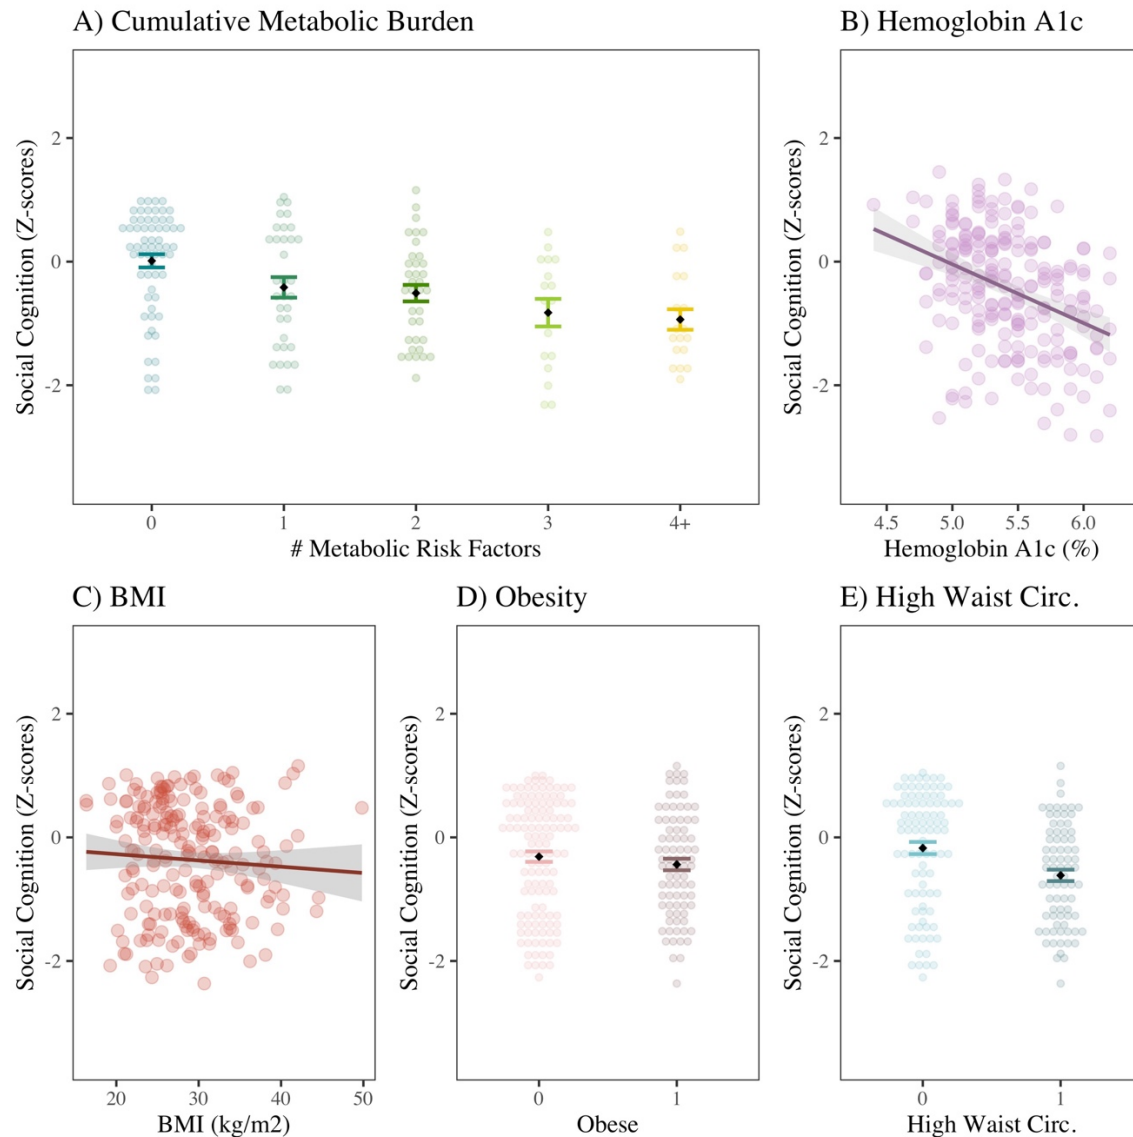 A) Cumulative Metabolic Burden
Social Cognition (Z-scores)
2
0
-2
0 1 2 3 4+
# Metabolic Risk Factors
B) Hemoglobin A1c
Social Cognition (Z-scores)
2
0
-2
4.5 5.0 5.5 6.0
Hemoglobin A1c (%)
C) BMI
Social Cognition (Z-scores)
2
0
-2
20 30 40 50
BMI (kg/m2)
D) Obesity
Social Cognition (Z-scores)
2
0
-2
0 1
Obese
E) High Waist Circ.
Social Cognition (Z-scores)
2
0
-2
0 1
High Waist Circ.